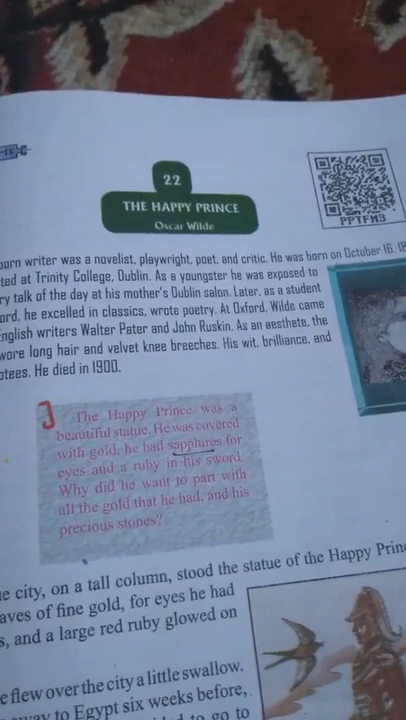 22
THE HAPPY PRINCE
Oscar Wilde
PPTFM3
born writer was a novelist, playwright, poet, and critic. He was born on October 16, 18
ted at Trinity College, Dublin. As a youngster he was exposed to
ry talk of the day at his mother's Dublin salon. Later, as a student
ord, he excelled in classics, wrote poetry. At Oxford, Wilde came
English writers Walter Pater and John Ruskin. As an aesthete, the
wore long hair and velvet knee breeches. His wit, brilliance, and
otees. He died in 1900.
The Happy Prince was a
beautiful statue. He was covered
with gold, he had sapphires for
eyes and a ruby in his sword.
Why did he want to part with
all the gold that he had, and his
precious stones?
e city, on a tall column, stood the statue of the Happy Prin
aves of fine gold, for eyes he had
s, and a large red ruby glowed on
e flew over the city a little swallow.
way to Egypt six weeks before,
to go to